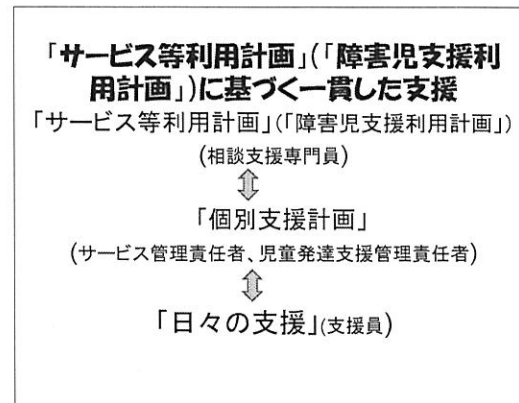 「サービス等利用計画」(「障害児支援利
用計画」)に基づく一貫した支援
「サービス等利用計画」(「障害児支援利用計画」)
(相談支援専門員)
「個別支援計画」
(サービス管理責任者、児童発達支援管理責任者)
「日々の支援」(支援員)